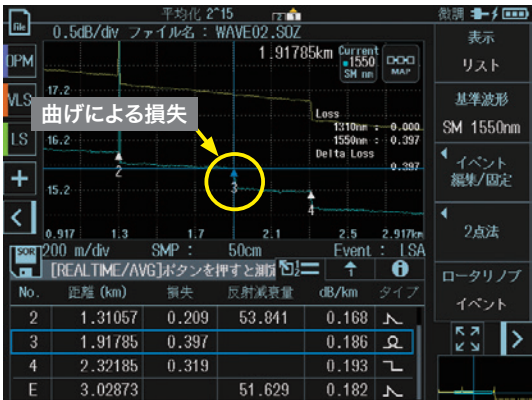 平均化 2^15
微調
File
0.5dB/div ファイル名 : WAVE02.SOZ
表示
リスト
OPM
1.91785km
Current
1550
SM nm
MAP
17.2
VLS
曲げによる損失
基準波形
SM 1550nm
Loss
1310nm : 0.000
LS
16.2
1550nm : 0.397
Delta Loss
0.397
イベント
編集/固定
2
3
15.2
4
2点法
0.917 1.3 1.7 2.1 2.5 2.917km
SOR
200 m/div SMP : 50cm Event : LSA
[REALTIME/AVG]ボタンを押すと測
ロータリノブ
イベント
No. 距離 (km) 損失 反射減衰量 dB/km タイプ
2 1.31057 0.209 53.841 0.168
3 1.91785 0.397 0.186
4 2.32185 0.319 0.193
E 3.02873 51.629 0.182